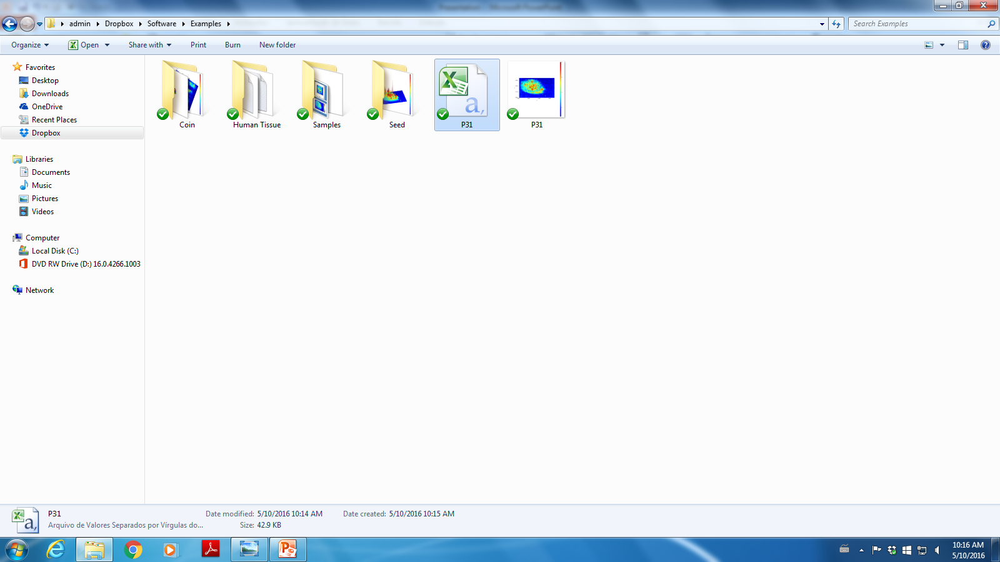 admin Dropbox Software Examples
Search Examples
Organize Open Share with Print Burn New folder
Favorites
Desktop
Downloads
OneDrive
Recent Places
Dropbox
Libraries
Documents
Music
Pictures
Videos
Computer
Local Disk (C:)
DVD RW Drive (D:) 16.0.4266.1003
Network
Coin
Human Tissue
Samples
Seed
P31
P31
P31
Arquivo de Valores Separados por Vírgulas do...
Date modified: 5/10/2016 10:14 AM
Size: 42.9 KB
Date created: 5/10/2016 10:15 AM
10:16 AM
5/10/2016